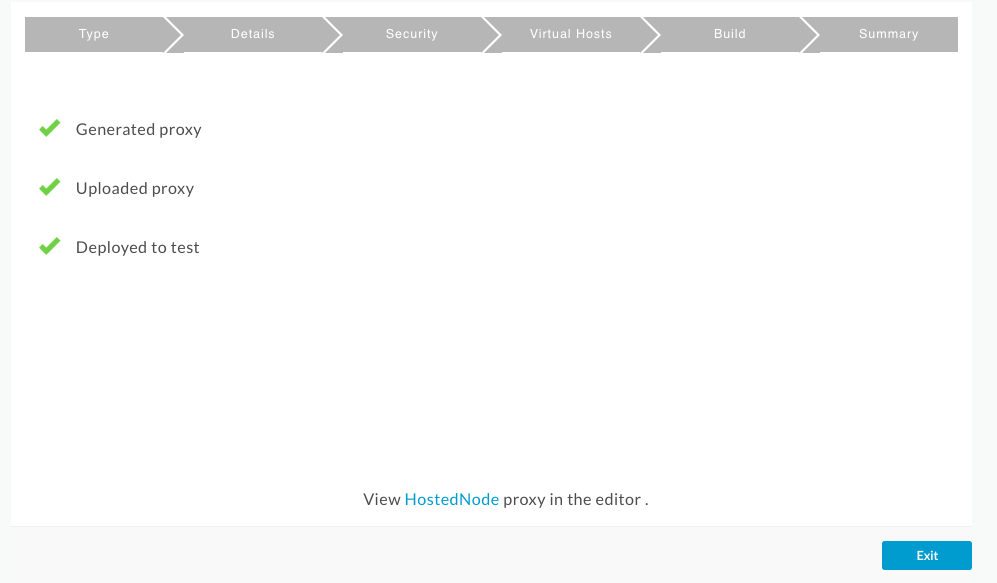 Type Details Security Virtual Hosts Build Summary
Generated proxy
Uploaded proxy
Deployed to test
View HostedNode proxy in the editor .
Exit